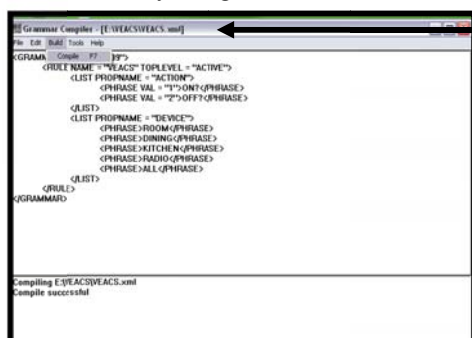 Grammar Compiler - [E:\VEACS\VEACS.xml]
File Edit Build Tools Help
Compile F7
<GRAMM 09">
<RULE NAME = "VEACS" TOPLEVEL = "ACTIVE">
<LIST PROPNAME = "ACTION">
<PHRASE VAL = "1">ON?</PHRASE>
<PHRASE VAL = "2">OFF?</PHRASE>
</LIST>
<LIST PROPNAME = "DEVICE">
<PHRASE>ROOM</PHRASE>
<PHRASE>DINING</PHRASE>
<PHRASE>KITCHEN</PHRASE>
<PHRASE>RADIO</PHRASE>
<PHRASE>ALL</PHRASE>
</LIST>
</RULE>
</GRAMMAR>
Compiling E:\VEACS\VEACS.xml
Compile successful